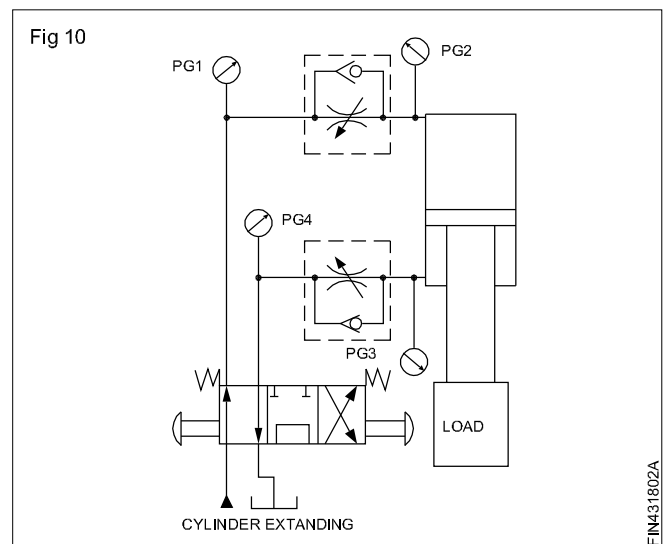 Fig 10
PG1
PG2
PG4
PG3
LOAD
CYLINDER EXTANDING
FIN431802A